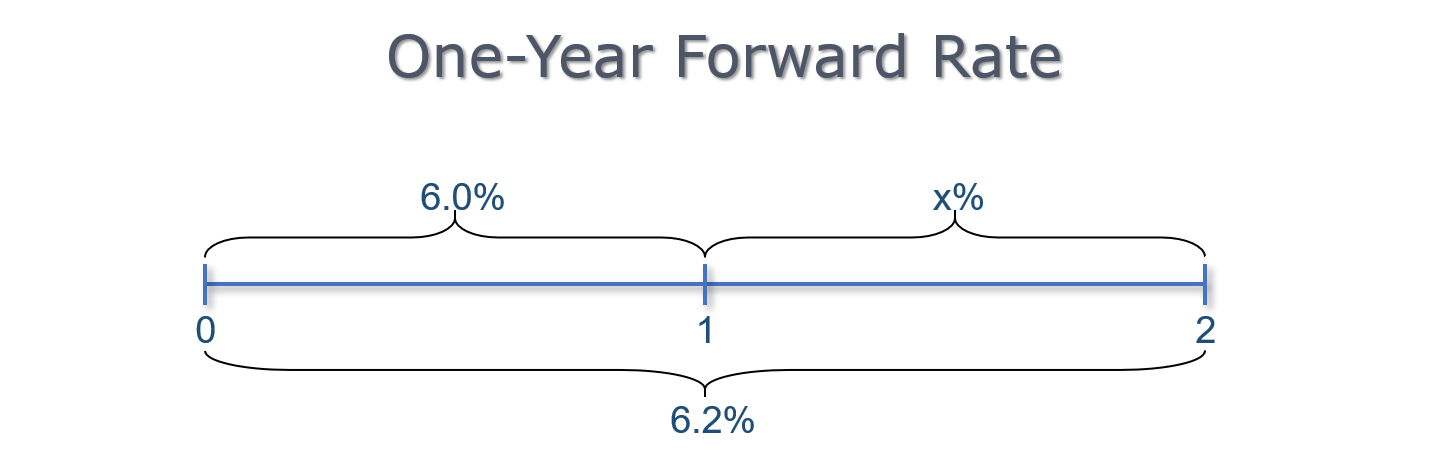 One-Year Forward Rate
6.0% x%
0 1 2
6.2%